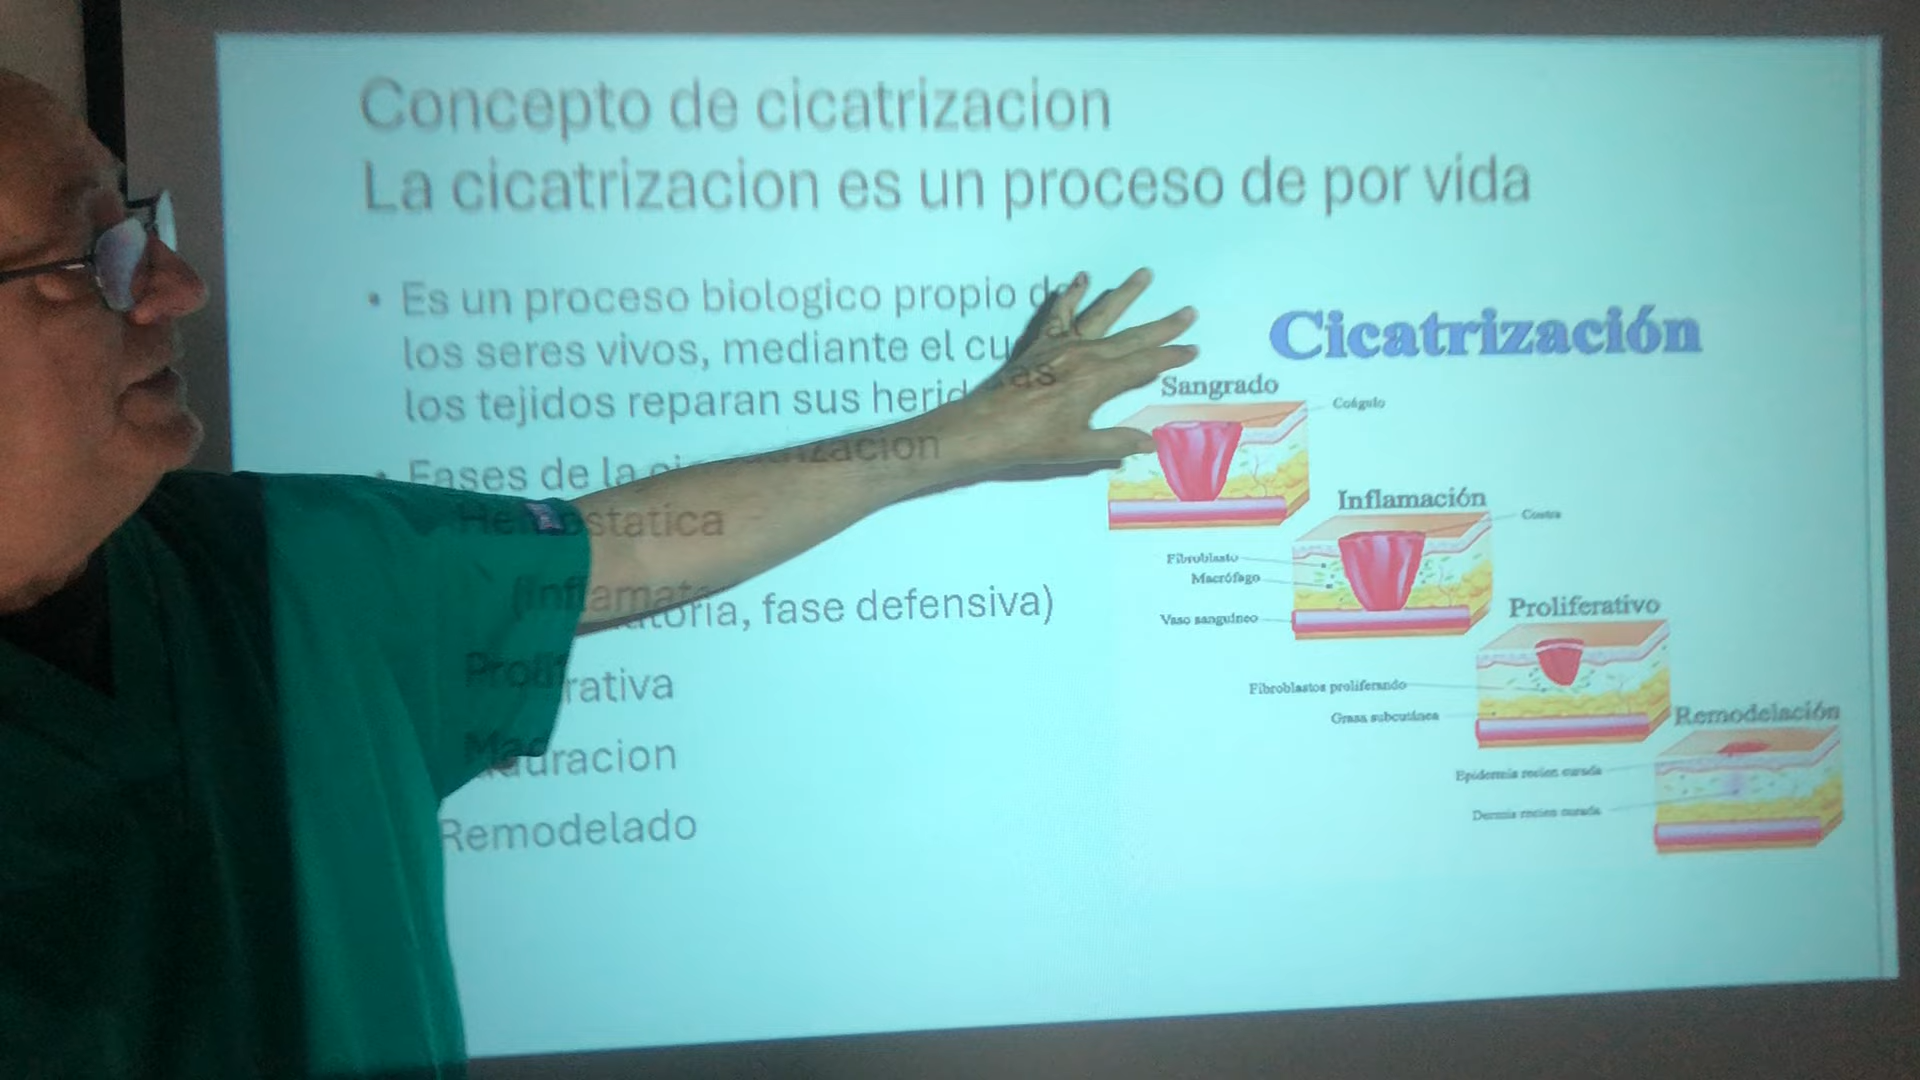 Concepto de cicatrizacion
La cicatrizacion es un proceso de por vida
• Es un proceso biologico propio de
los seres vivos, mediante el cual
los tejidos reparan sus heridas
• Fases de la cicatrizacion
Hemostatica
(inflamatoria, fase defensiva)
Proliferativa
Maduracion
Remodelado
Cicatrización
Sangrado
Coágulo
Inflamación
Costra
Fibroblasto
Macrófago
Vaso sanguíneo
Proliferativo
Fibroblastos proliferando
Grasa subcutánea
Remodelación
Epidermis recien curada
Dermis recien curada